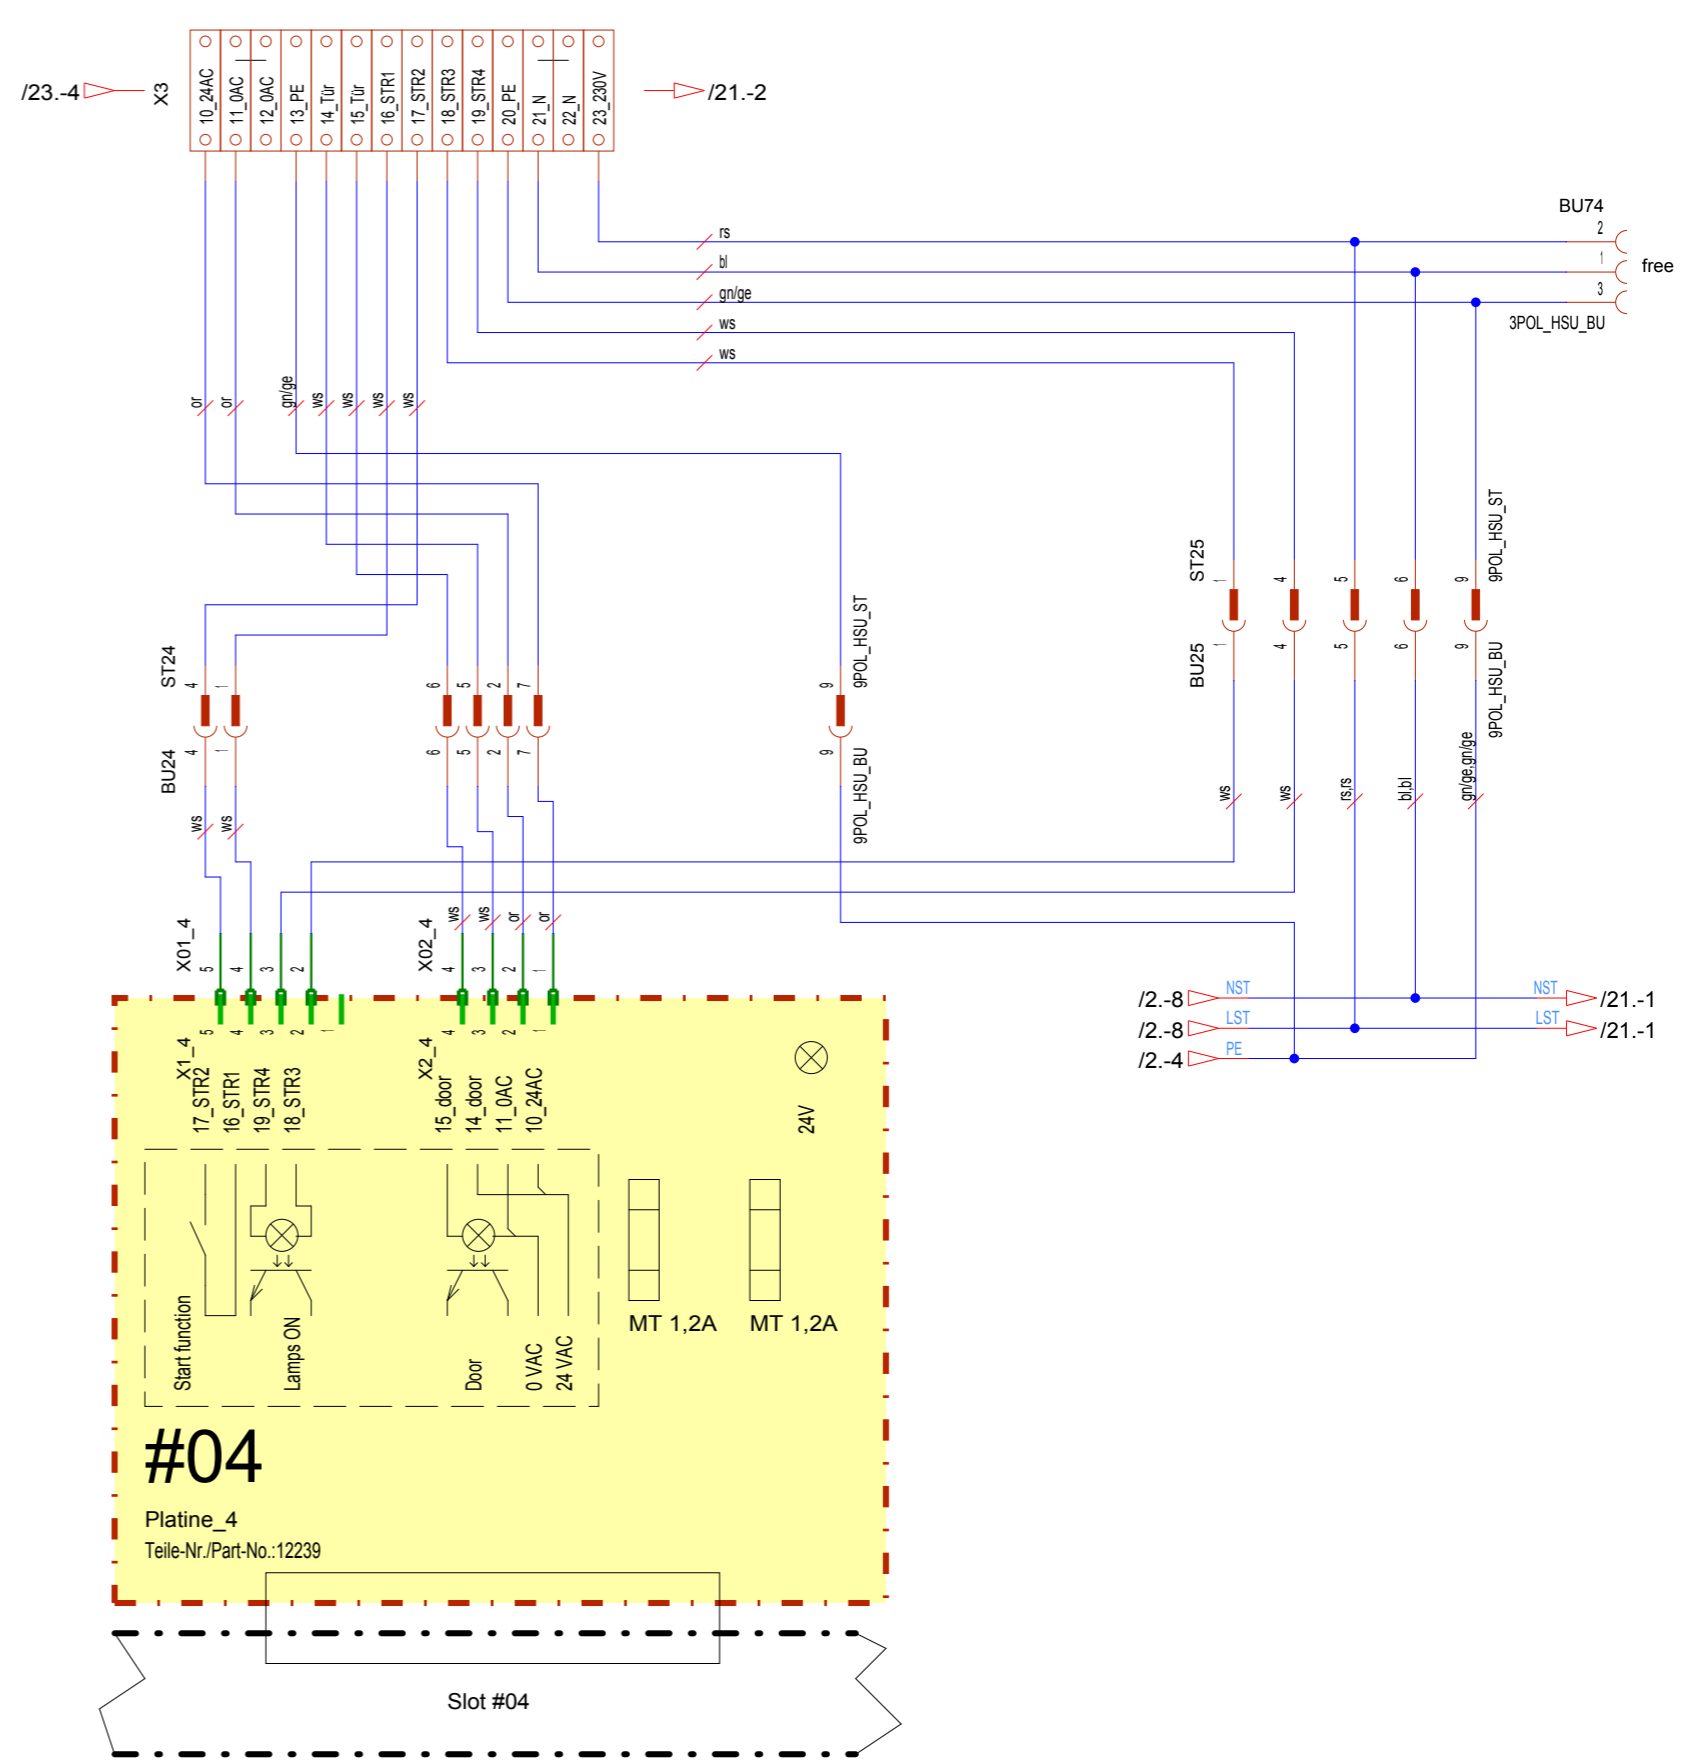 /23.-4
X3
10_24AC
11_0AC
12_0AC
13_PE
14_Tür
15_Tür
16_STR1
17_STR2
18_STR3
19_STR4
20_PE
21_N
22_N
23_230V
/21.-2
BU74
rs
2
bl
1
free
gn/ge
3
ws
3POL_HSU_BU
ws
or
or
gn/ge
ws
ws
ws
ws
ST24
4
1
6
5
2
7
9
9POL_HSU_ST
BU24
4
1
6
5
2
7
9
9POL_HSU_BU
ST25
1
4
5
6
9
9POL_HSU_ST
BU25
1
4
5
6
9
9POL_HSU_BU
ws
ws
ws
ws
rs,rs
bl,bl
gn/ge,gn/ge
X01_4
5
4
3
2
X02_4
ws
ws
or
or
4
3
2
1
/2.-8
NST
NST
/21.-1
/2.-8
LST
LST
/21.-1
/2.-4
PE
X1_4
5
4
3
2
1
X2_4
4
3
2
1
17_STR2
16_STR1
19_STR4
18_STR3
15_door
14_door
11_0AC
10_24AC
24V
Start function
Lamps ON
Door
0 VAC
24 VAC
MT 1,2A
MT 1,2A
#04
Platine_4
Teile-Nr./Part-No.:12239
Slot #04